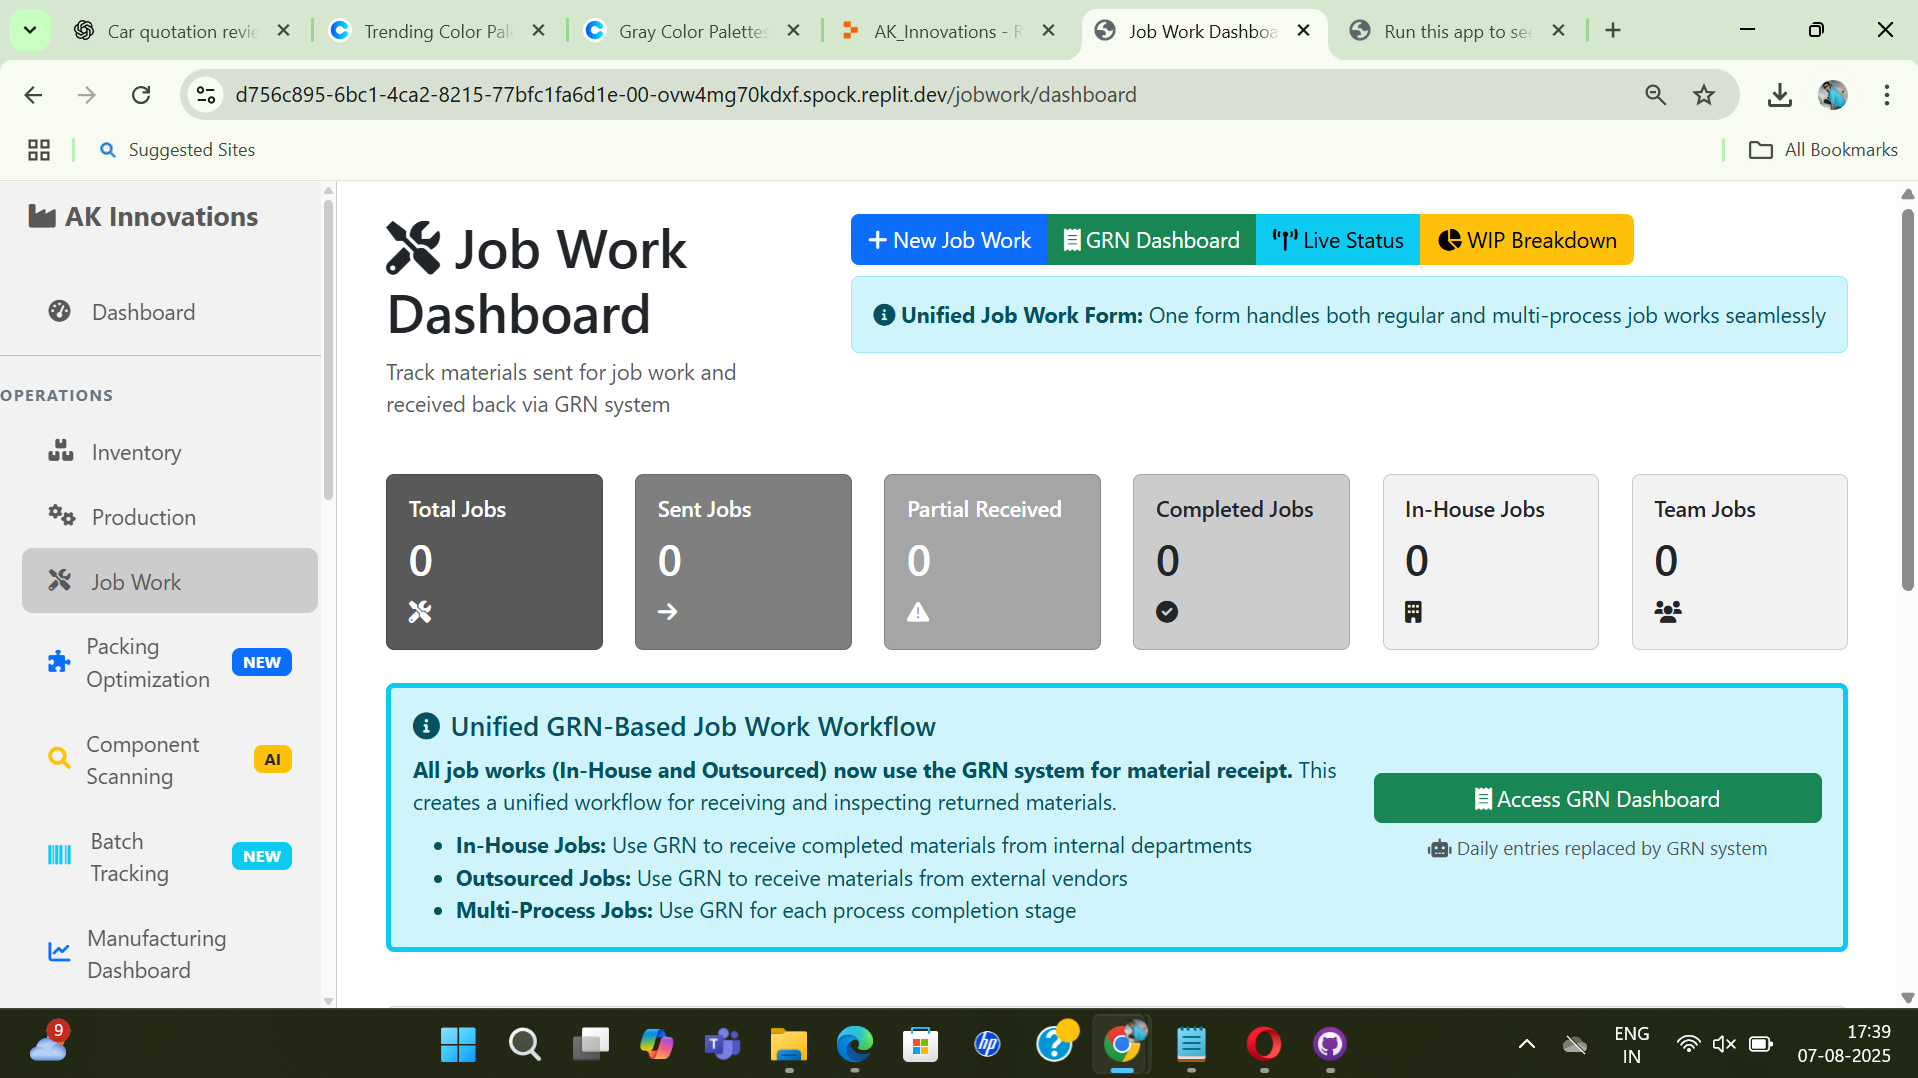 Car quotation revie
Trending Color Pal
Gray Color Palettes
AK_Innovations - R
Job Work Dashboa
Run this app to see
d756c895-6bc1-4ca2-8215-77bfc1fa6d1e-00-ovw4mg70kdxf.spock.replit.dev/jobwork/dashboard
Suggested Sites
All Bookmarks
AK Innovations
Dashboard
OPERATIONS
Inventory
Production
Job Work
Packing
Optimization
NEW
Component
Scanning
AI
Batch
Tracking
NEW
Manufacturing
Dashboard
Job Work
Dashboard
Track materials sent for job work and
received back via GRN system
New Job Work
GRN Dashboard
Live Status
WIP Breakdown
Unified Job Work Form: One form handles both regular and multi-process job works seamlessly
Total Jobs
0
Sent Jobs
0
Partial Received
0
Completed Jobs
0
In-House Jobs
0
Team Jobs
0
Unified GRN-Based Job Work Workflow
All job works (In-House and Outsourced) now use the GRN system for material receipt. This
creates a unified workflow for receiving and inspecting returned materials.
• In-House Jobs: Use GRN to receive completed materials from internal departments
• Outsourced Jobs: Use GRN to receive materials from external vendors
• Multi-Process Jobs: Use GRN for each process completion stage
Access GRN Dashboard
Daily entries replaced by GRN system
9
hp
ENG
IN
17:39
07-08-2025